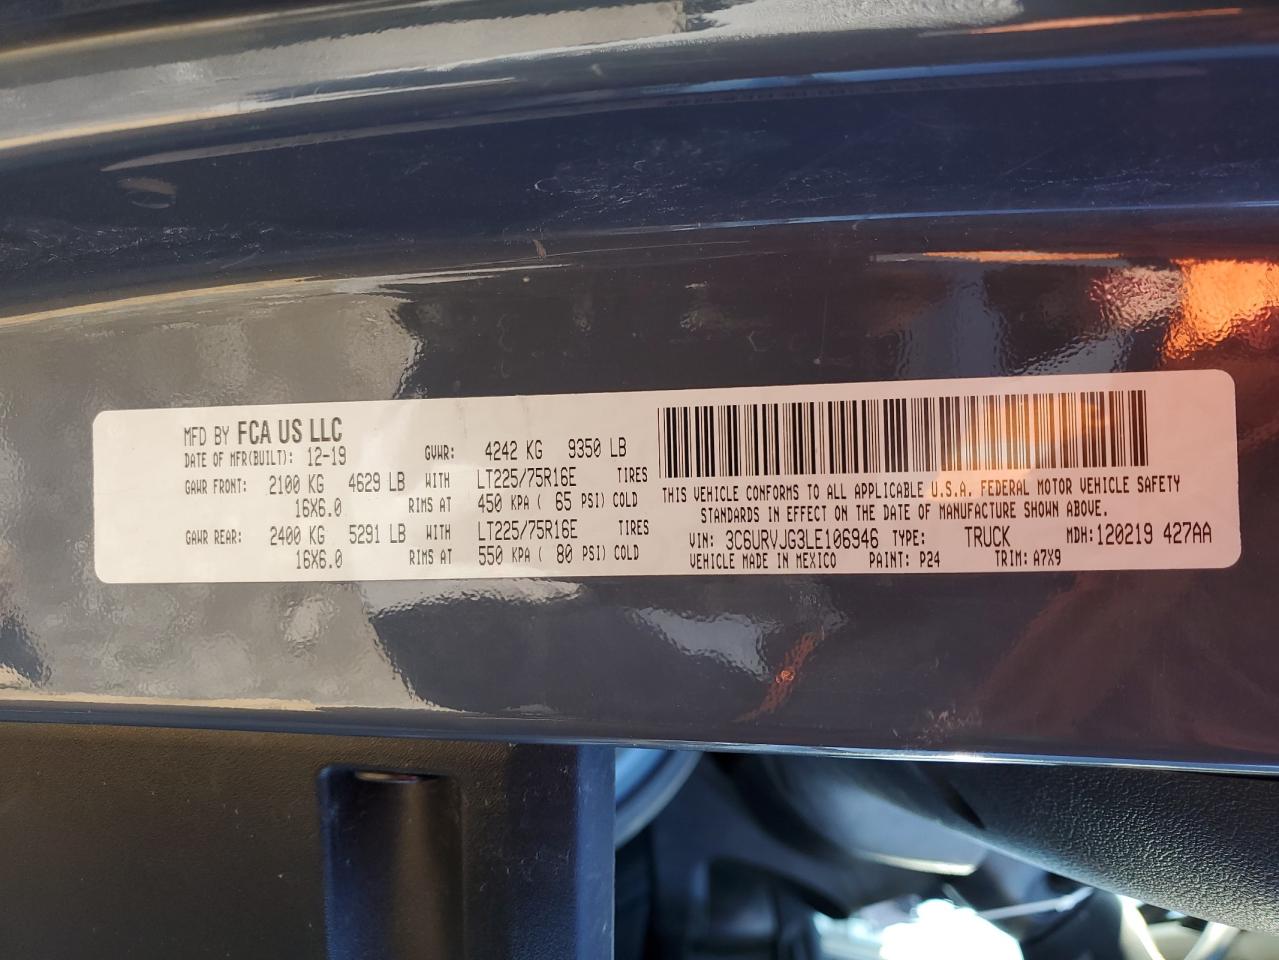 MFD BY FCA US LLC
DATE OF MFR(BUILT): 12-19 GVWR: 4242 KG 9350 LB
GAWR FRONT: 2100 KG 4629 LB WITH LT225/75R16E TIRES
16X6.0 RIMS AT 450 KPA ( 65 PSI) COLD
GAWR REAR: 2400 KG 5291 LB WITH LT225/75R16E TIRES
16X6.0 RIMS AT 550 KPA ( 80 PSI) COLD
THIS VEHICLE CONFORMS TO ALL APPLICABLE U.S.A. FEDERAL MOTOR VEHICLE SAFETY
STANDARDS IN EFFECT ON THE DATE OF MANUFACTURE SHOWN ABOVE.
VIN: 3C6URVJG3LE106946 TYPE: TRUCK MDH:120219 427AA
VEHICLE MADE IN MEXICO PAINT: P24 TRIM: A7X9